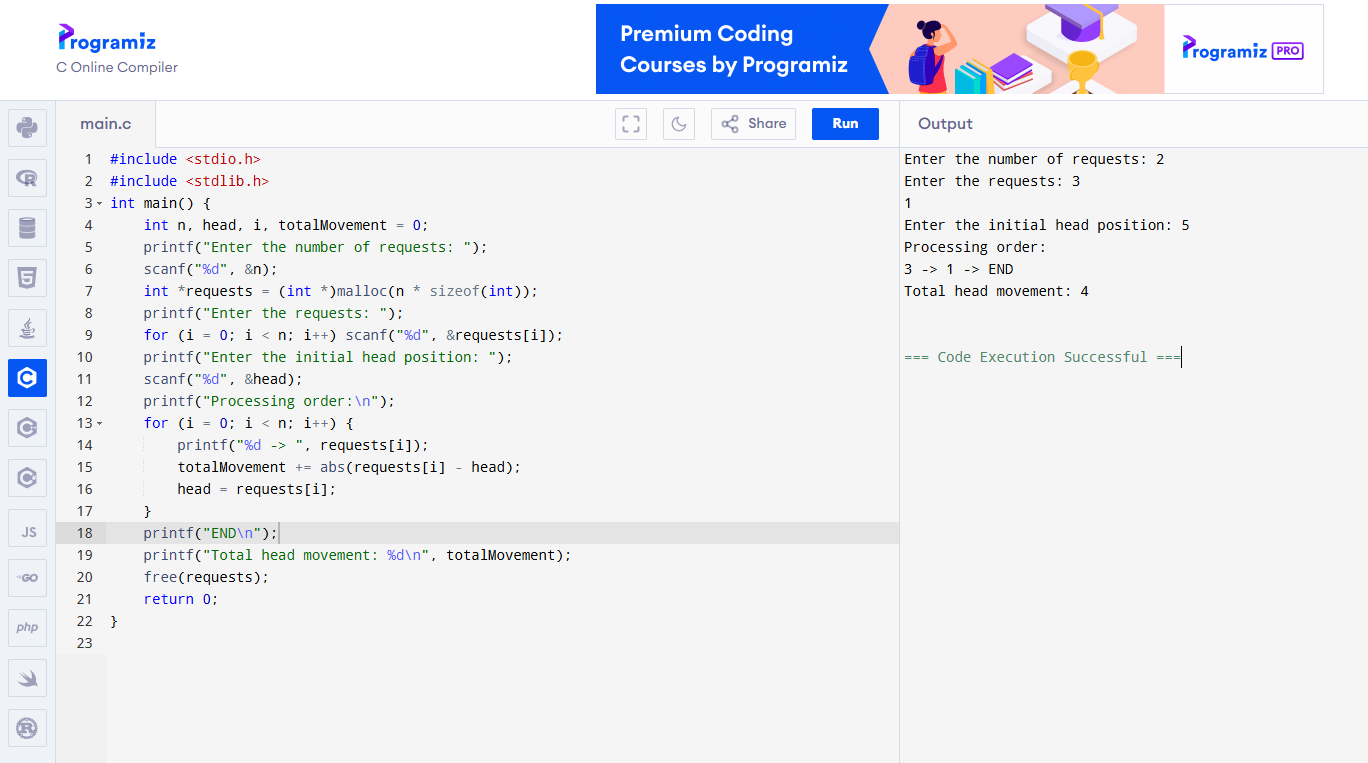 Programiz
C Online Compiler
Premium Coding
Courses by Programiz
Programiz PRO
main.c
Share
Run
Output
1 #include <stdio.h>
2 #include <stdlib.h>
3 int main() {
4 int n, head, i, totalMovement = 0;
5 printf("Enter the number of requests: ");
6 scanf("%d", &n);
7 int *requests = (int *)malloc(n * sizeof(int));
8 printf("Enter the requests: ");
9 for (i = 0; i < n; i++) scanf("%d", &requests[i]);
10 printf("Enter the initial head position: ");
11 scanf("%d", &head);
12 printf("Processing order:\n");
13 for (i = 0; i < n; i++) {
14 printf("%d -> ", requests[i]);
15 totalMovement += abs(requests[i] - head);
16 head = requests[i];
17 }
18 printf("END\n");
19 printf("Total head movement: %d\n", totalMovement);
20 free(requests);
21 return 0;
22 }
23
Enter the number of requests: 2
Enter the requests: 3
1
Enter the initial head position: 5
Processing order:
3 -> 1 -> END
Total head movement: 4
=== Code Execution Successful ===
R
5
C
C
C
JS
GO
php
R